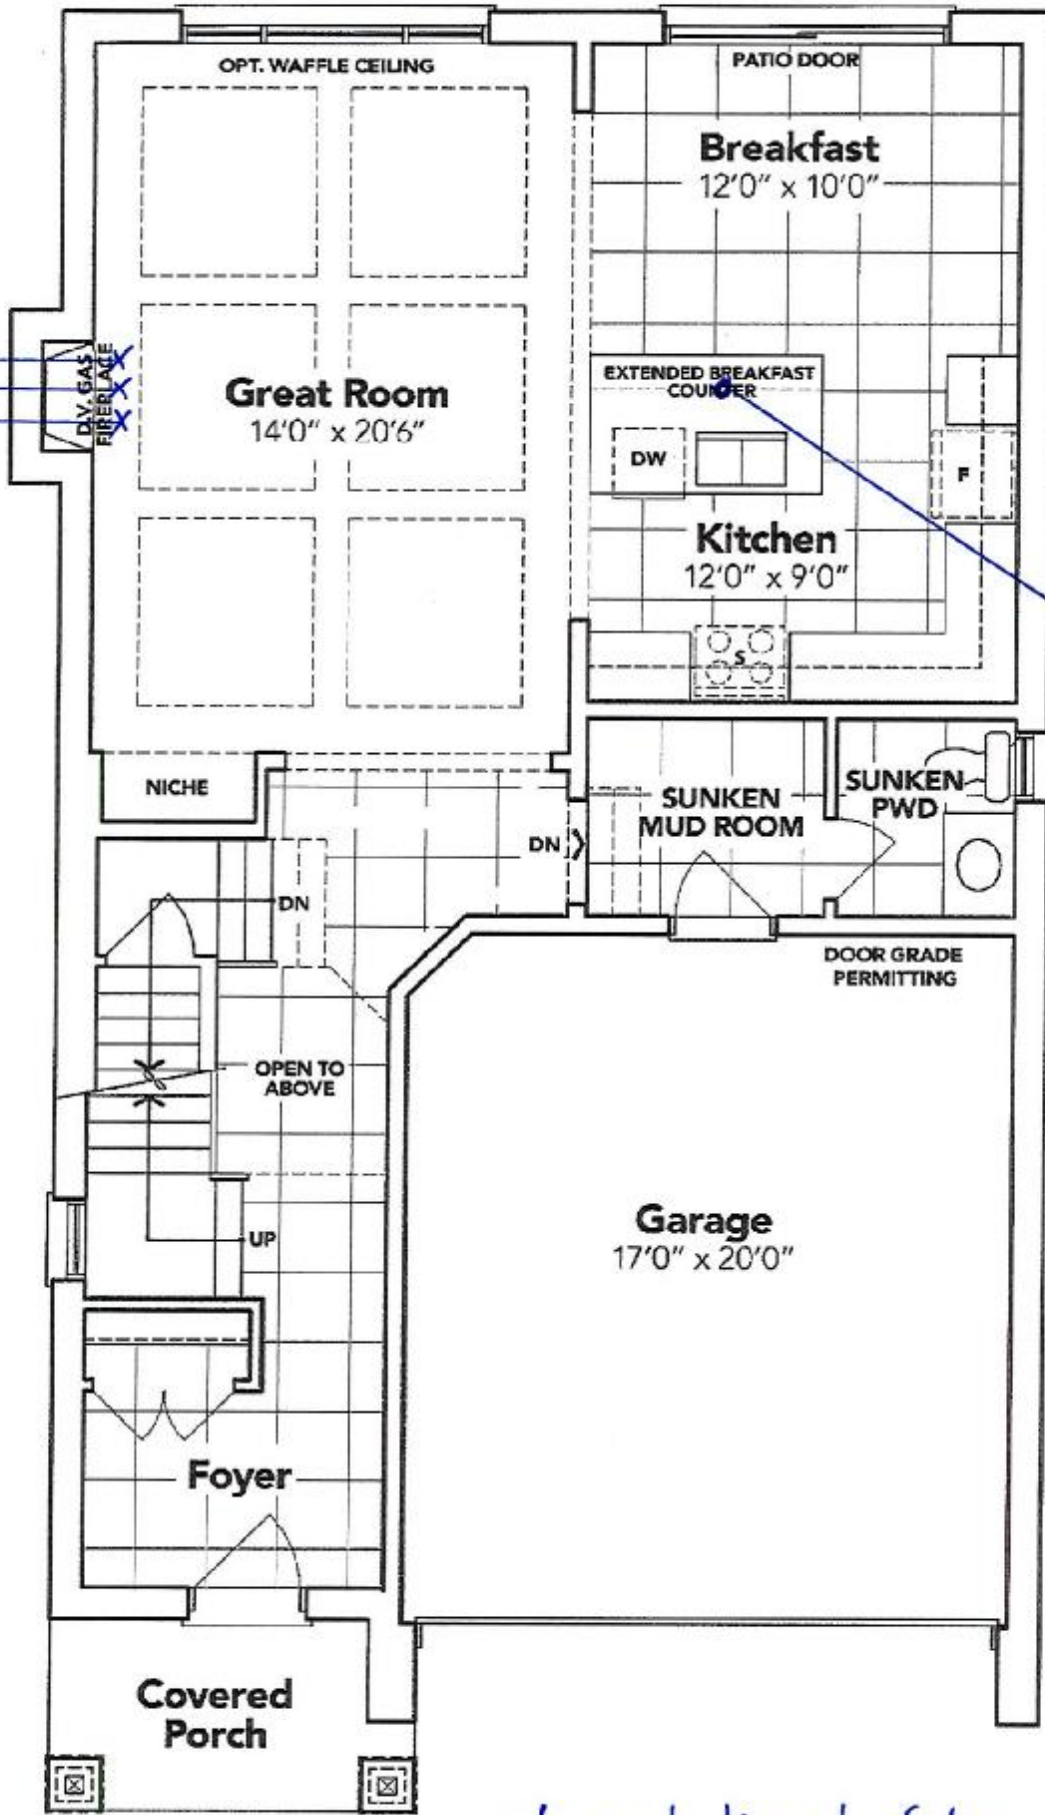 OPT. WAFFLE CEILING
PATIO DOOR
Breakfast
12'0" x 10'0"
D.V. GAS
FIREPLACE
Great Room
14'0" x 20'6"
EXTENDED BREAKFAST
COUNTER
DW
F
Kitchen
12'0" x 9'0"
S
NICHE
SUNKEN
MUD ROOM
SUNKEN
PWD
DN
DN
DOOR GRADE
PERMITTING
OPEN TO
ABOVE
UP
Garage
17'0" x 20'0"
Foyer
Covered
Porch